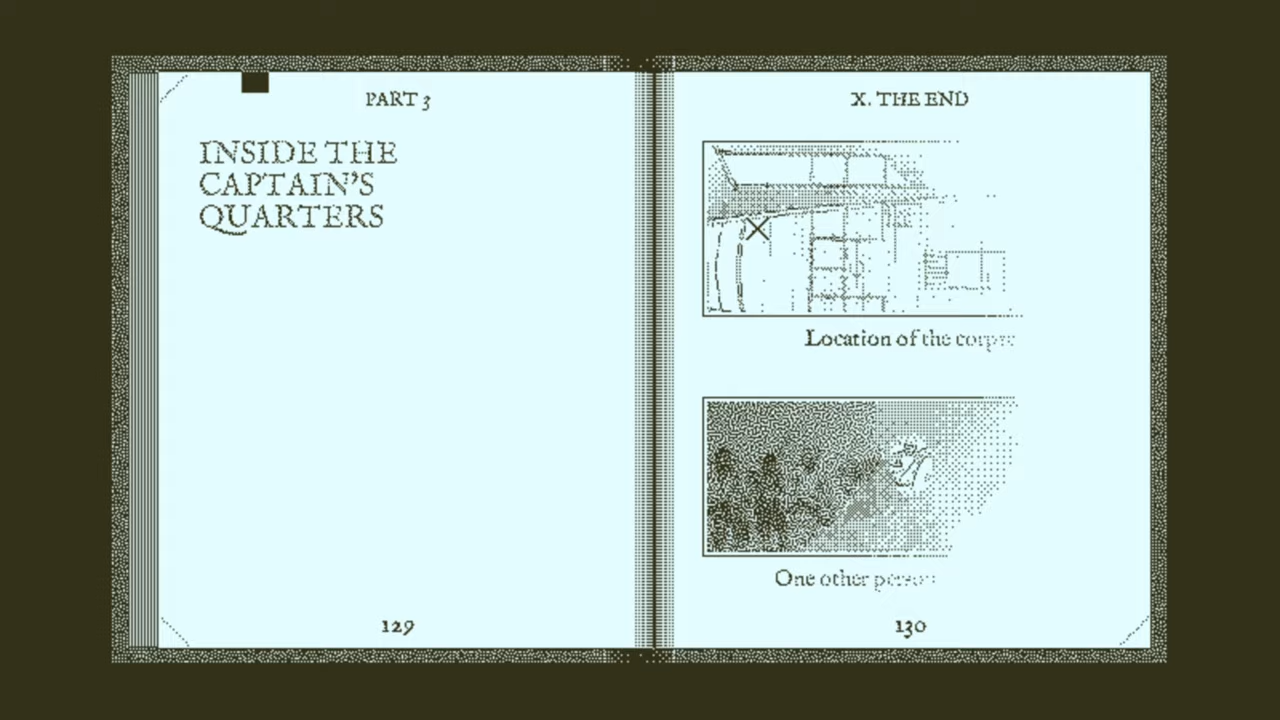 PART 3
INSIDE THE
CAPTAIN'S
QUARTERS
129
X. THE END
Location of the
One other
130